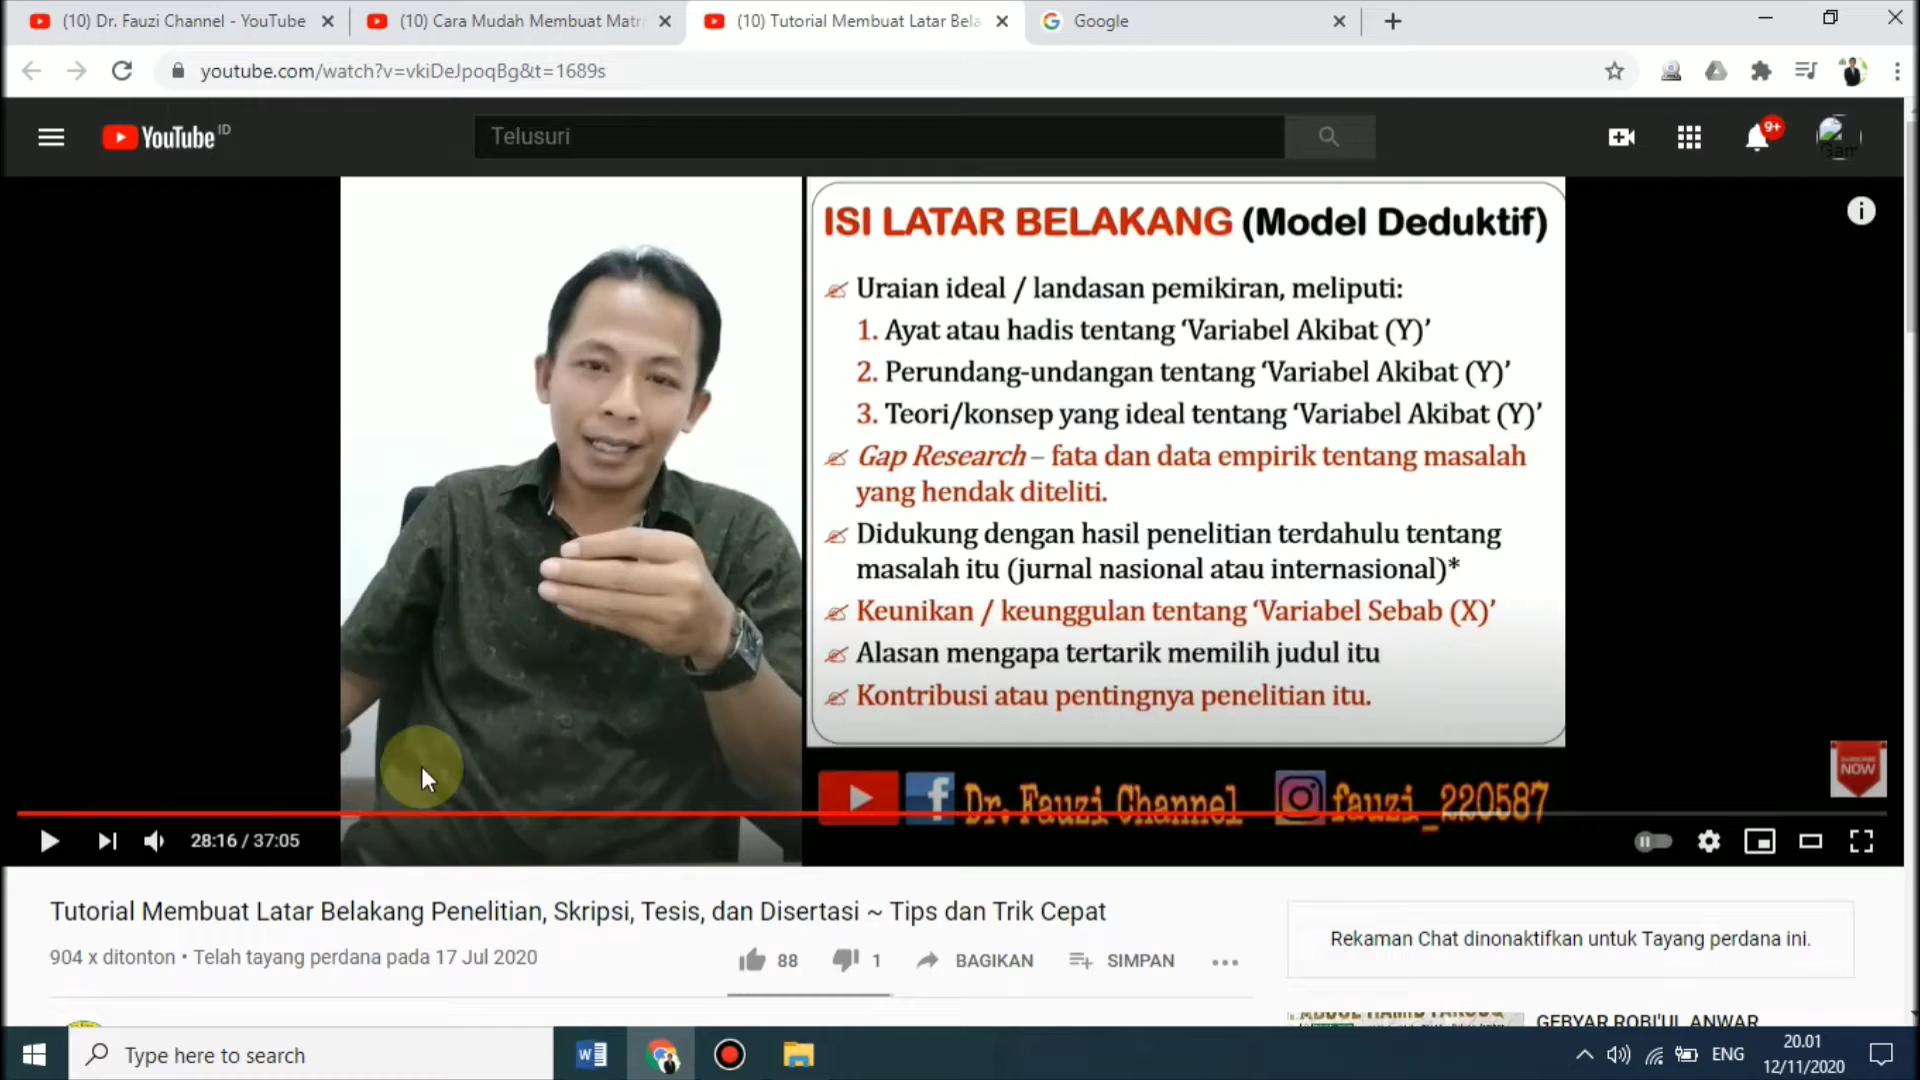 (10) Dr. Fauzi Channel - YouTube
(10) Cara Mudah Membuat Matr
(10) Tutorial Membuat Latar Bela
Google
youtube.com/watch?v=vkiDeJpoqBg&t=1689s
YouTube ID
Telusuri
9+
Gam
ISI LATAR BELAKANG (Model Deduktif)
Uraian ideal / landasan pemikiran, meliputi:
1. Ayat atau hadis tentang ‘Variabel Akibat (Y)’
2. Perundang-undangan tentang ‘Variabel Akibat (Y)’
3. Teori/konsep yang ideal tentang ‘Variabel Akibat (Y)’
Gap Research – fata dan data empirik tentang masalah
yang hendak diteliti.
Didukung dengan hasil penelitian terdahulu tentang
masalah itu (jurnal nasional atau internasional)*
Keunikan / keunggulan tentang ‘Variabel Sebab (X)’
Alasan mengapa tertarik memilih judul itu
Kontribusi atau pentingnya penelitian itu.
NOW
Dr. Fauzi Channel
fauzi_220587
28:16 / 37:05
Tutorial Membuat Latar Belakang Penelitian, Skripsi, Tesis, dan Disertasi ~ Tips dan Trik Cepat
904 x ditonton • Telah tayang perdana pada 17 Jul 2020
88
1
BAGIKAN
SIMPAN
Rekaman Chat dinonaktifkan untuk Tayang perdana ini.
GEBYAR ROBI'UL ANWAR
Type here to search
ENG
20.01
12/11/2020